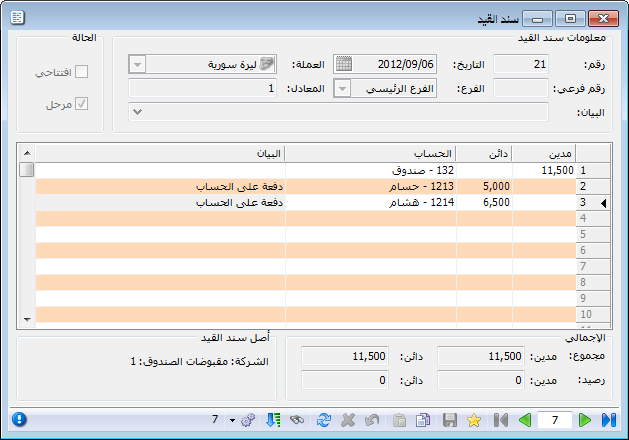 سند القيد
معلومات سند القيد
الحالة
رقم: 21 التاريخ: 2012/09/06 العملة: ليرة سورية
افتتاحي
رقم فرعي: الفرع: الفرع الرئيسي المعادل: 1
مرحل
البيان:
مدين دائن الحساب البيان
1 11,500 132 - صندوق
2 5,000 1213 - حسام دفعة على الحساب
3 6,500 1214 - هشام دفعة على الحساب
4
5
6
7
8
9
10
الإجمالي
أصل سند القيد
مجموع: مدين: 11,500 دائن: 11,500
الشركة: مقبوضات الصندوق: 1
رصيد: مدين: 0 دائن: 0
7 7